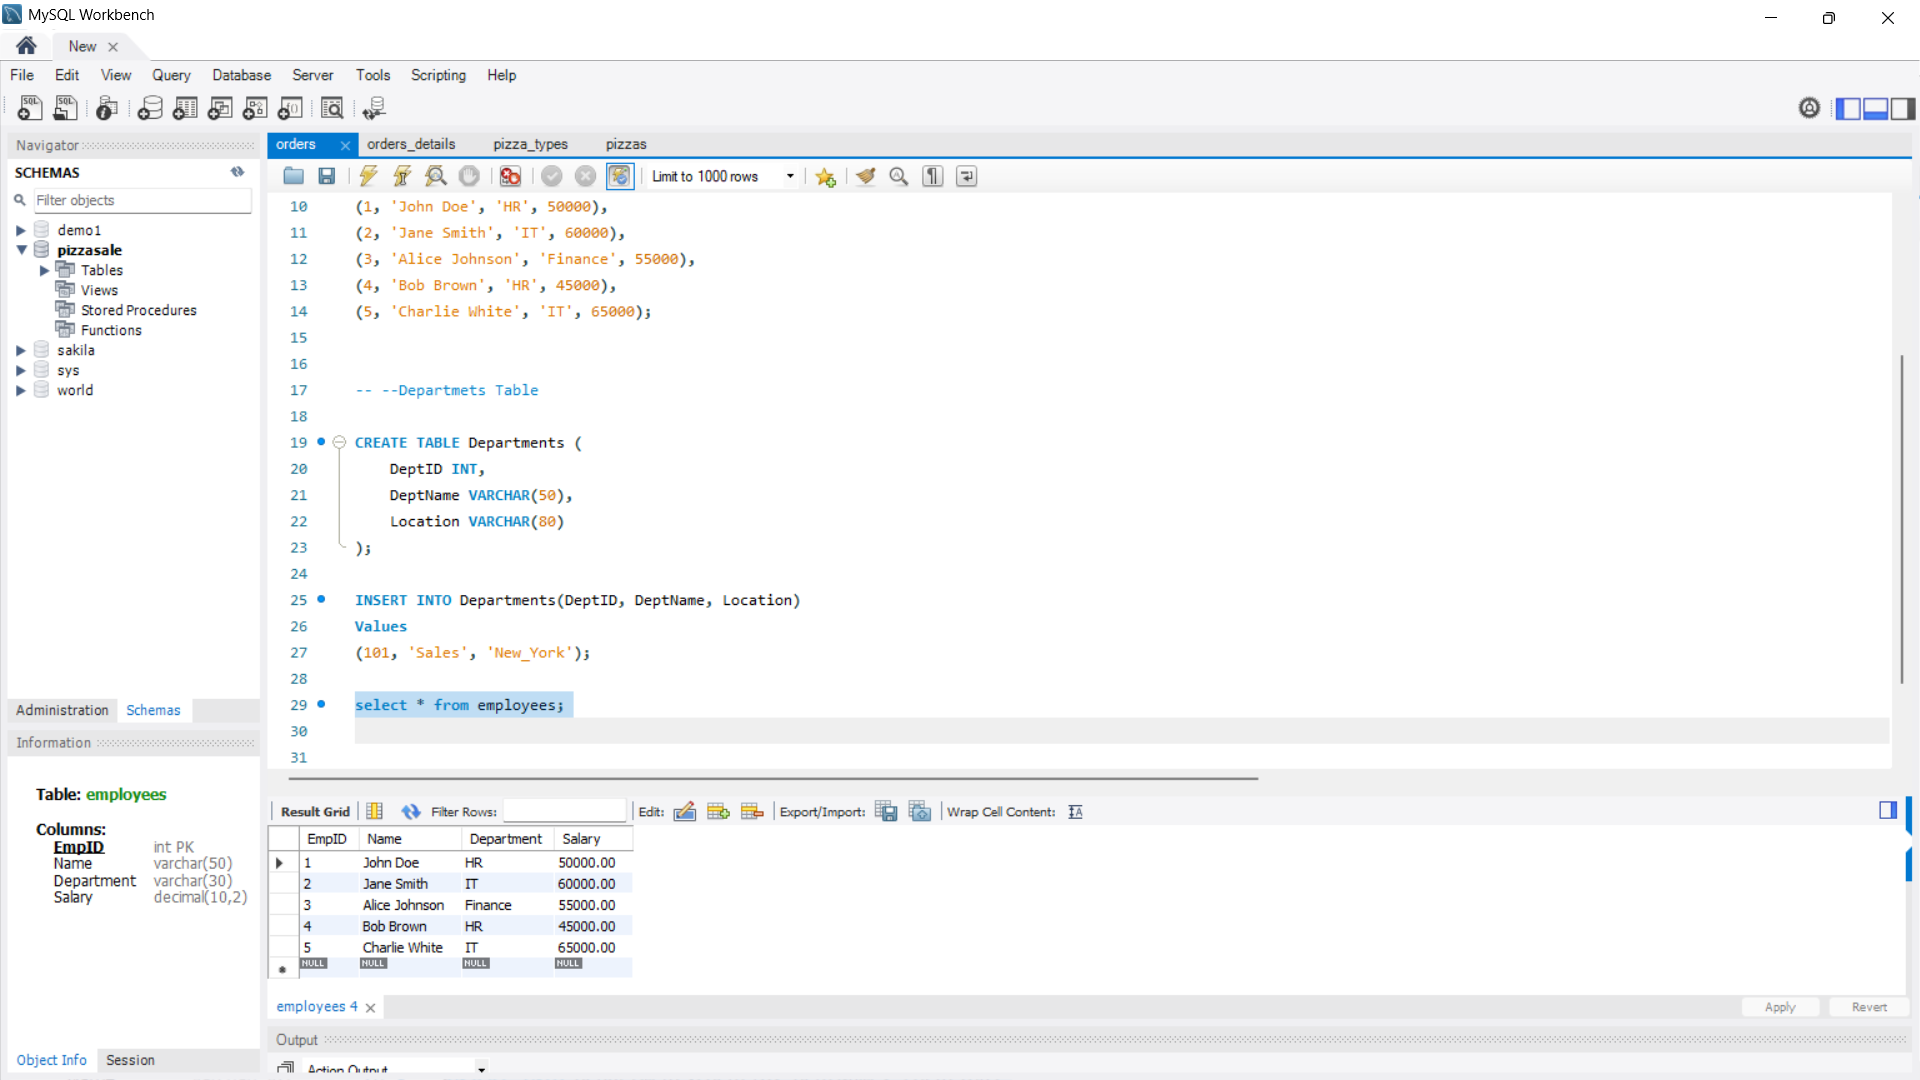 MySQL Workbench
New
File Edit View Query Database Server Tools Scripting Help
Navigator
SCHEMAS
Filter objects
demo1
pizzasale
Tables
Views
Stored Procedures
Functions
sakila
sys
world
Administration Schemas
Information
Table: employees
Columns:
EmpID int PK
Name varchar(50)
Department varchar(30)
Salary decimal(10,2)
Object Info Session
orders orders_details pizza_types pizzas
Limit to 1000 rows
10 (1, 'John Doe', 'HR', 50000),
11 (2, 'Jane Smith', 'IT', 60000),
12 (3, 'Alice Johnson', 'Finance', 55000),
13 (4, 'Bob Brown', 'HR', 45000),
14 (5, 'Charlie White', 'IT', 65000);
15
16
17 -- --Departmets Table
18
19 CREATE TABLE Departments (
20 DeptID INT,
21 DeptName VARCHAR(50),
22 Location VARCHAR(80)
23 );
24
25 INSERT INTO Departments(DeptID, DeptName, Location)
26 Values
27 (101, 'Sales', 'New_York');
28
29 select * from employees;
30
31
Result Grid Filter Rows: Edit: Export/Import: Wrap Cell Content:
EmpID Name Department Salary
1 John Doe HR 50000.00
2 Jane Smith IT 60000.00
3 Alice Johnson Finance 55000.00
4 Bob Brown HR 45000.00
5 Charlie White IT 65000.00
NULL NULL NULL NULL
employees 4 Apply Revert
Output
Action Output